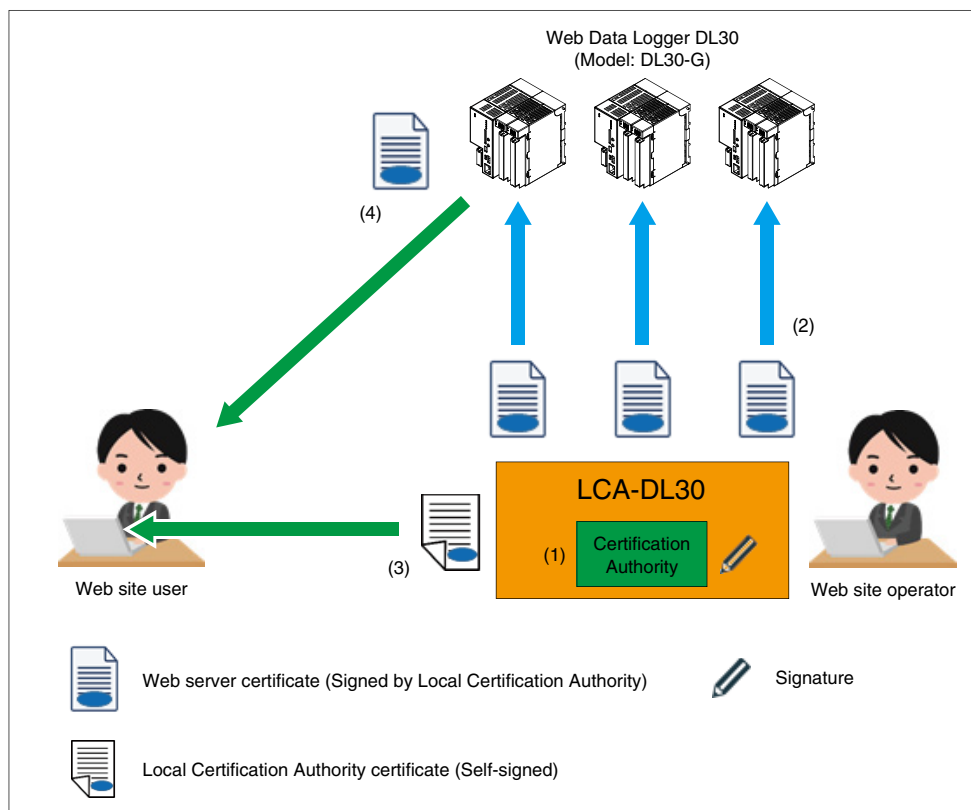 Web Data Logger DL30
(Model: DL30-G)
(4)
(2)
LCA-DL30
(1)
Certification
Authority
(3)
Web site user
Web site operator
Web server certificate (Signed by Local Certification Authority)
Signature
Local Certification Authority certificate (Self-signed)